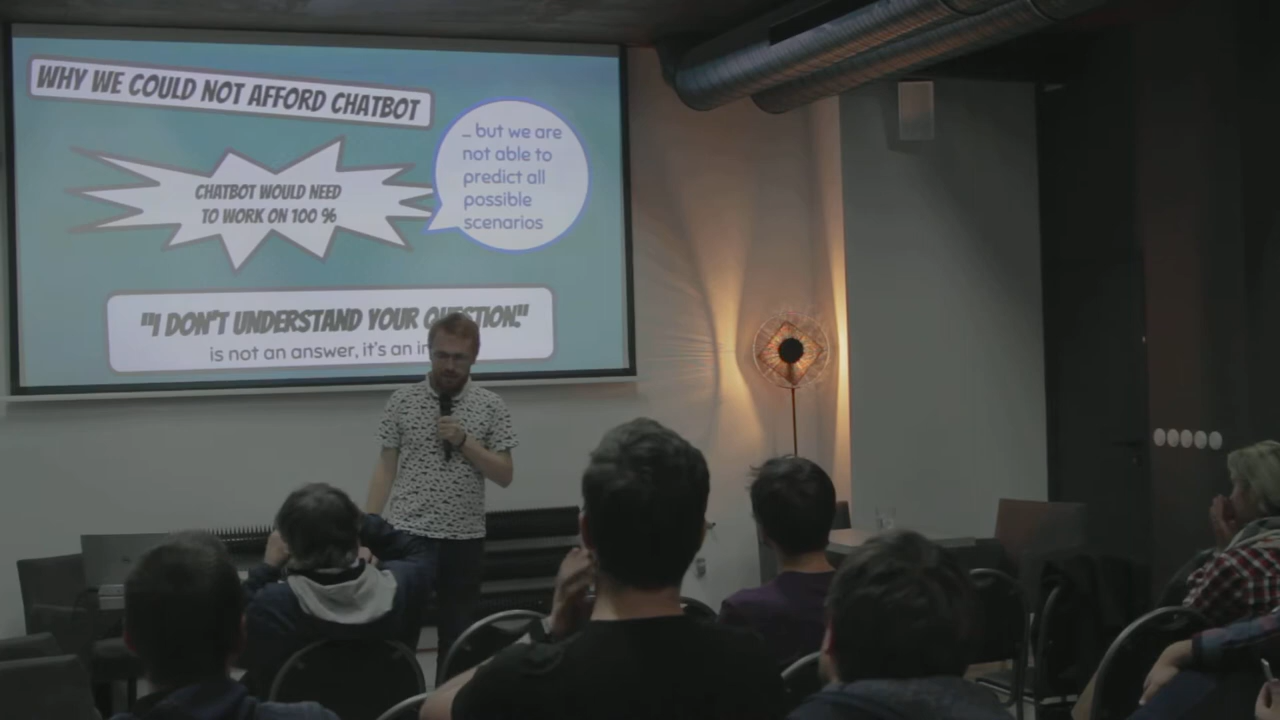 WHY WE COULD NOT AFFORD CHATBOT
CHATBOT WOULD NEED
TO WORK ON 100 %
... but we are
not able to
predict all
possible
scenarios
"I DON'T UNDERSTAND YOUR QUESTION."
is not an answer, it's an